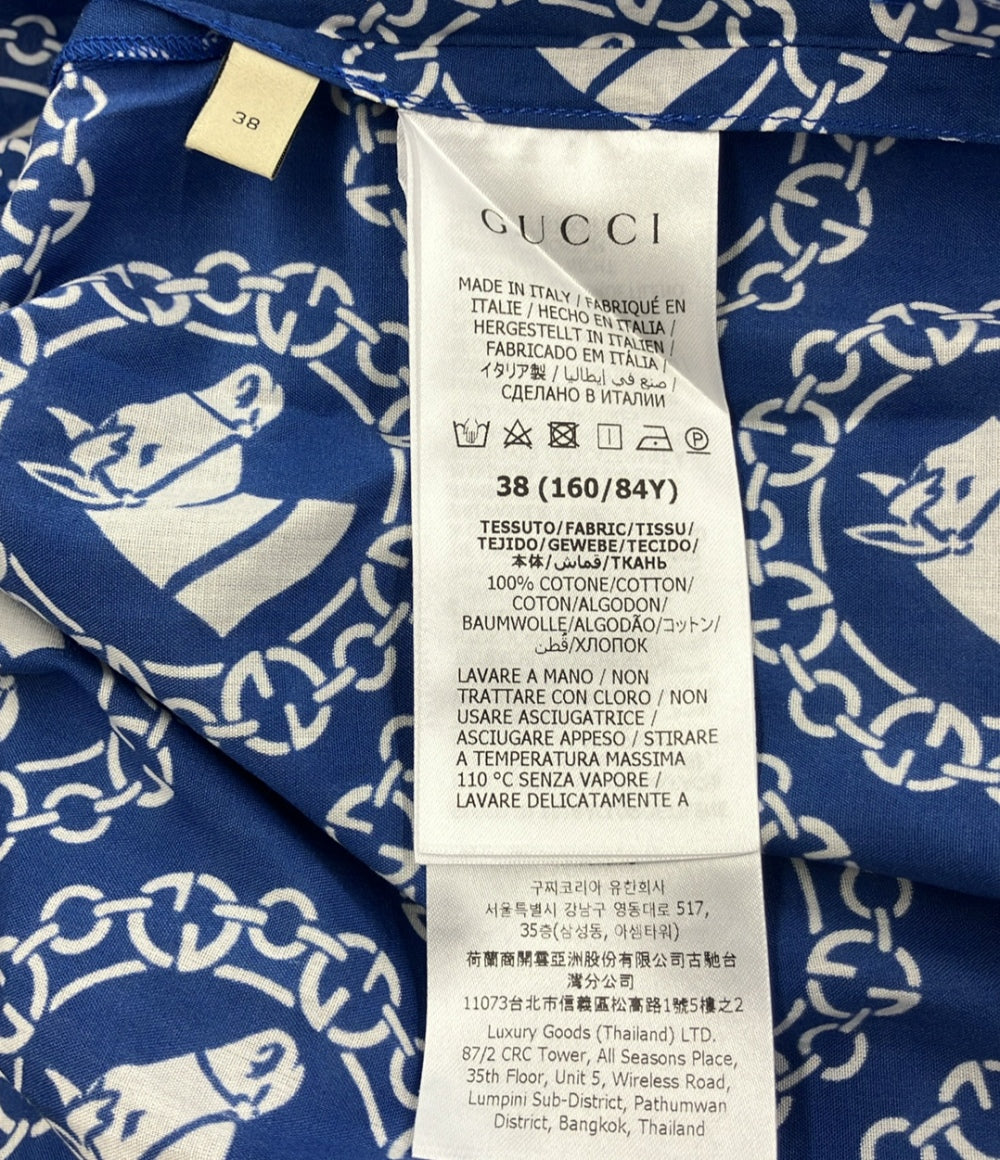 38
GUCCI
MADE IN ITALY / FABRIQUÉ EN
ITALIE / HECHO EN ITALIA /
HERGESTELLT IN ITALIEN /
FABRICADO EM ITÁLIA /
イタリア製 / صنع في إيطاليا /
СДЕЛАНО В ИТАЛИИ
P
38 (160/84Y)
TESSUTO/FABRIC/TISSU/
TEJIDO/GEWEBE/TECIDO/
本体/قماش/ТКАНЬ
100% COTONE/COTTON/
COTON/ALGODON/
BAUMWOLLE/ALGODÃO/コットン/
قُطن/ХЛОПОК
LAVARE A MANO / NON
TRATTARE CON CLORO / NON
USARE ASCIUGATRICE /
ASCIUGARE APPESO / STIRARE
A TEMPERATURA MASSIMA
110 °C SENZA VAPORE /
LAVARE DELICATAMENTE A
구찌코리아 유한회사
서울특별시 강남구 영동대로 517,
35층(삼성동, 아셈타워)
荷蘭商開雲亞洲股份有限公司古馳台
灣分公司
11073台北市信義區松高路1號5樓之2
Luxury Goods (Thailand) LTD.
87/2 CRC Tower, All Seasons Place,
35th Floor, Unit 5, Wireless Road,
Lumpini Sub-District, Pathumwan
District, Bangkok, Thailand